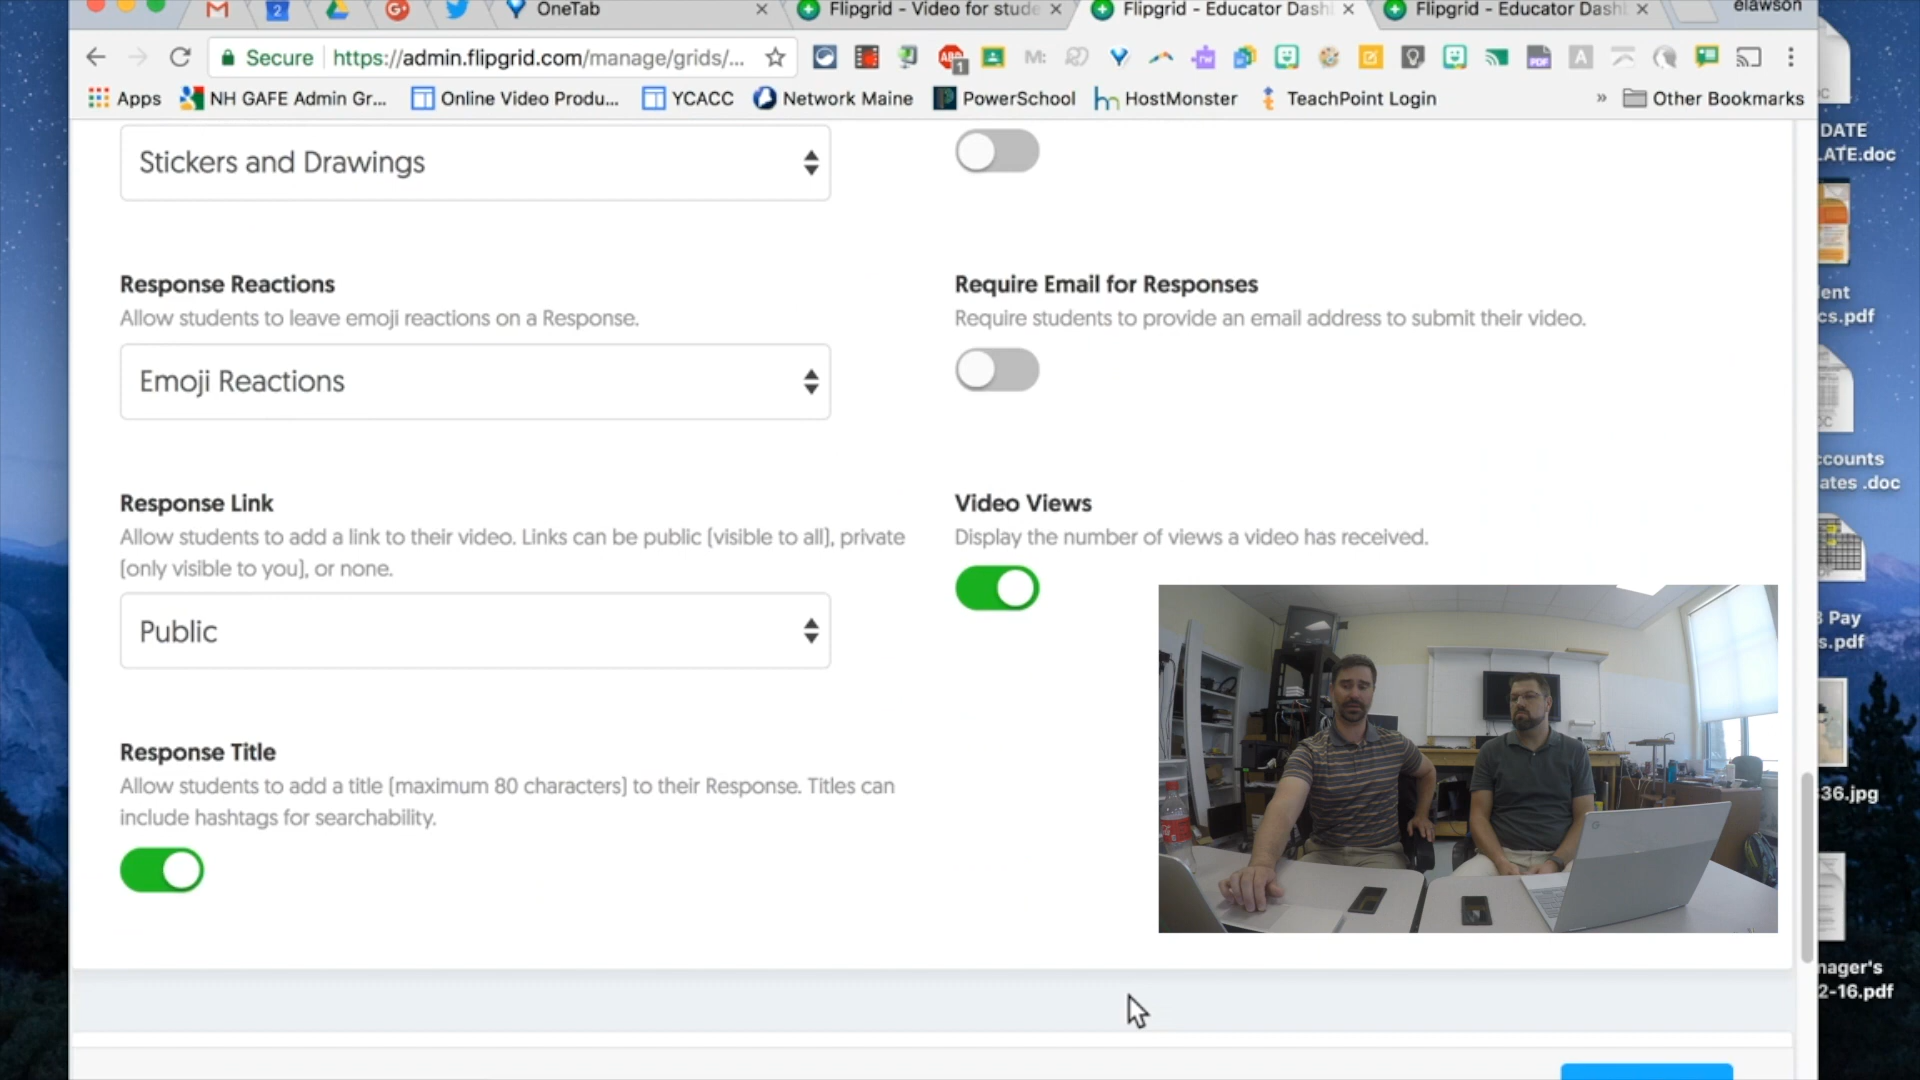 elawson
2
OneTab
Flipgrid - Video for stude
Flipgrid - Educator Dash
Flipgrid - Educator Dash
Secure
https://admin.flipgrid.com/manage/grids/...
ABP
1
M:
rw
PDF
A
Apps
NH GAFE Admin Gr...
Online Video Produ...
YCACC
Network Maine
PowerSchool
HostMonster
TeachPoint Login
»
Other Bookmarks
Stickers and Drawings
Response Reactions
Allow students to leave emoji reactions on a Response.
Emoji Reactions
Require Email for Responses
Require students to provide an email address to submit their video.
Response Link
Allow students to add a link to their video. Links can be public (visible to all), private
(only visible to you), or none.
Public
Video Views
Display the number of views a video has received.
Response Title
Allow students to add a title (maximum 80 characters) to their Response. Titles can
include hashtags for searchability.
DATE
LATE.doc
ent
cs.pdf
ccounts
ates .doc
Pay
s.pdf
36.jpg
nager's
2-16.pdf